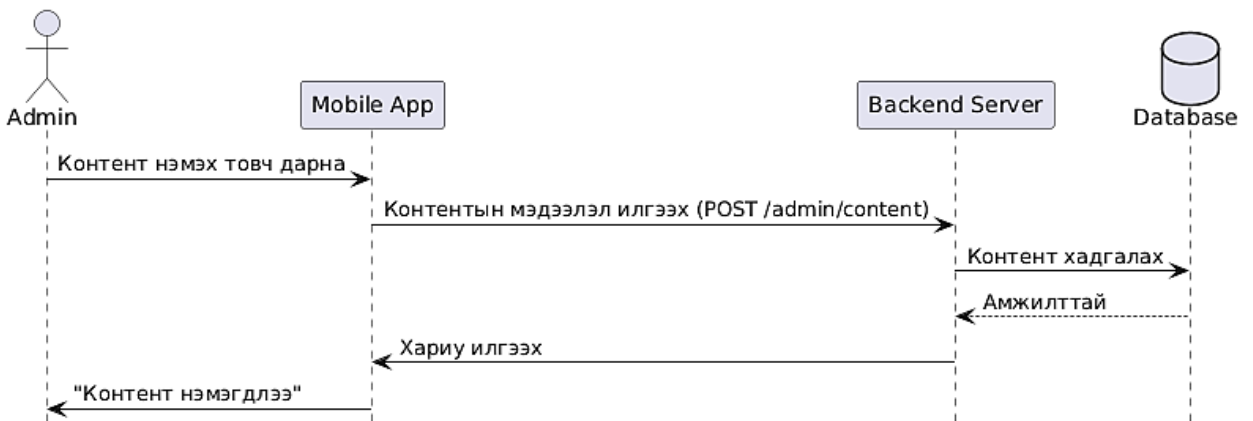 Admin
Mobile App
Backend Server
Database
Контент нэмэх товч дарна
Контентын мэдээлэл илгээх (POST /admin/content)
Контент хадгалах
Амжилттай
Хариу илгээх
"Контент нэмэгдлээ"